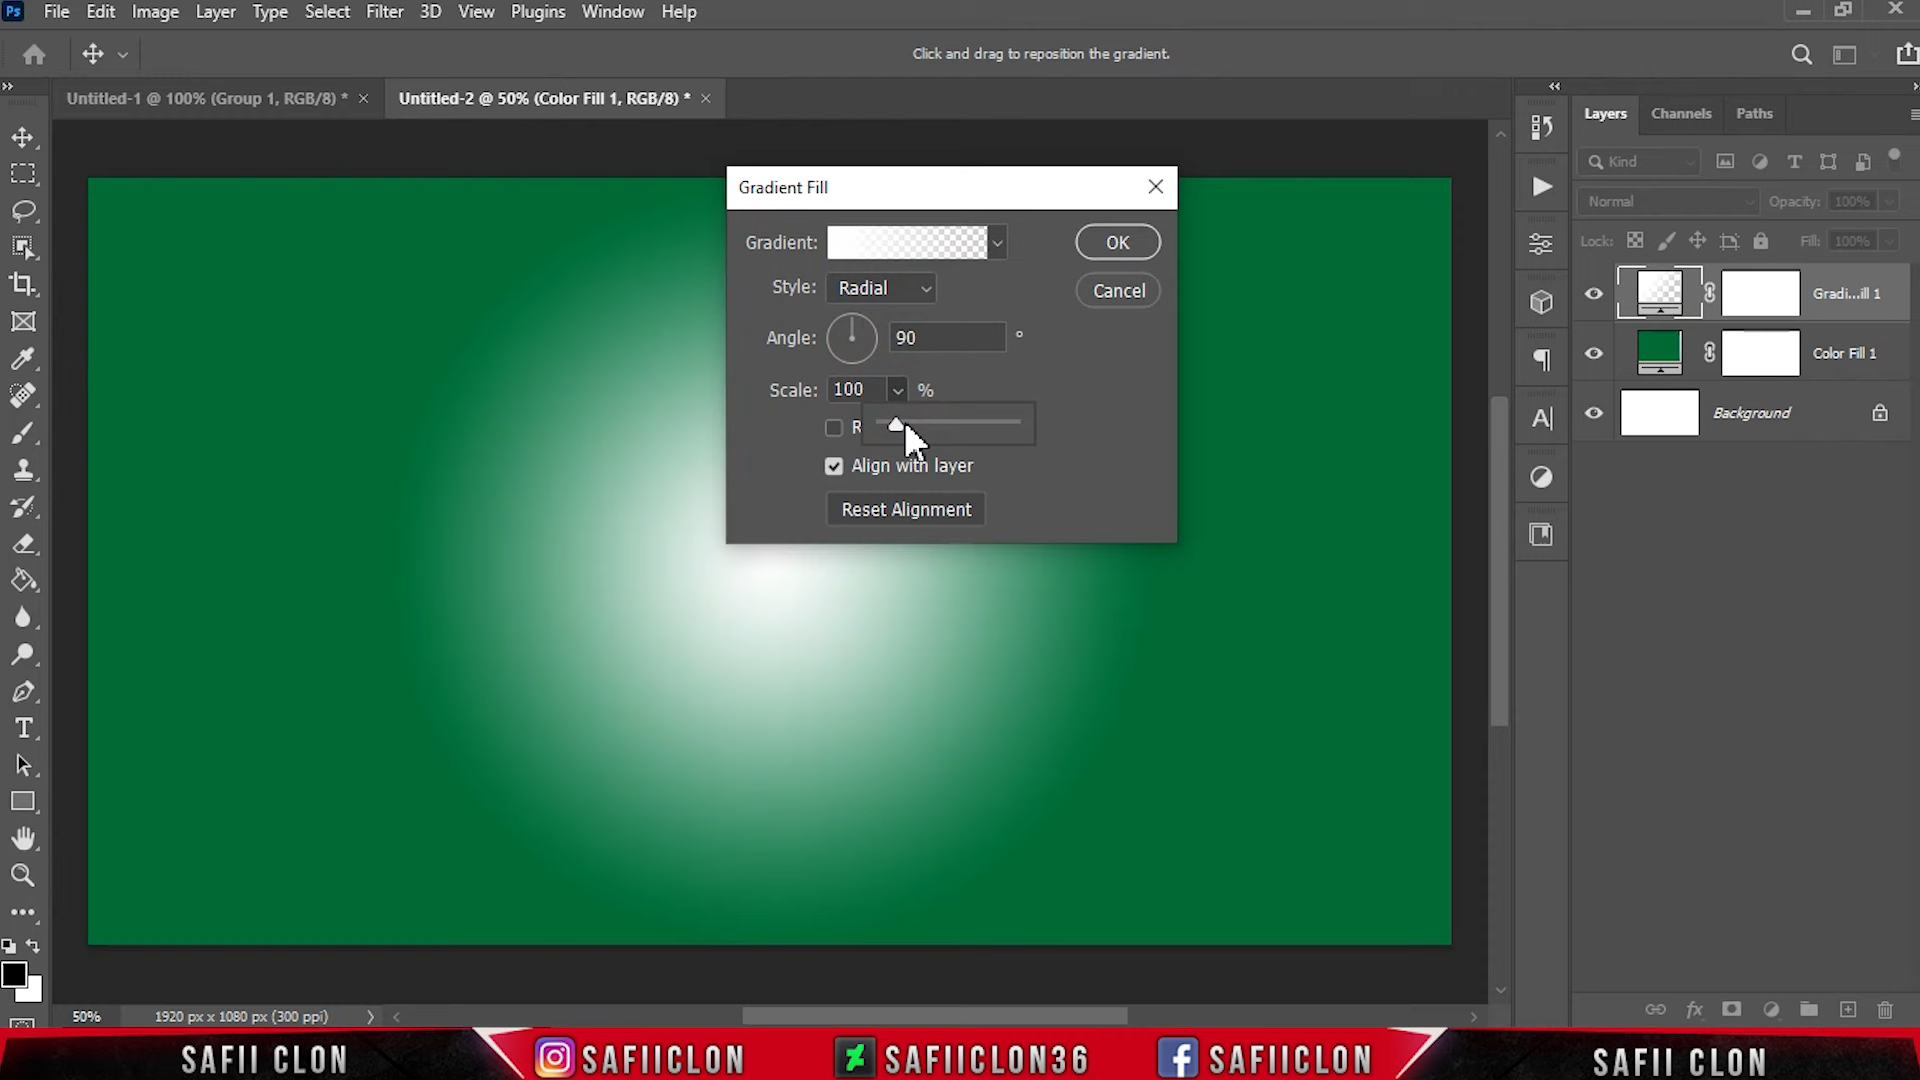 Ps File Edit Image Layer Type Select Filter 3D View Plugins Window Help
Click and drag to reposition the gradient.
Untitled-1 @ 100% (Group 1, RGB/8) * × Untitled-2 @ 50% (Color Fill 1, RGB/8) * ×
Layers Channels Paths
Kind
Normal Opacity: 100%
Lock: Fill: 100%
Gradi...ill 1
Color Fill 1
Background
Gradient Fill
Gradient: OK
Style: Radial Cancel
Angle: 90 °
Scale: 100 %
R
Align with layer
Reset Alignment
50% 1920 px x 1080 px (300 ppi)
SAFII CLON SAFIICLON SAFIICLON36 SAFIICLON SAFII CLON